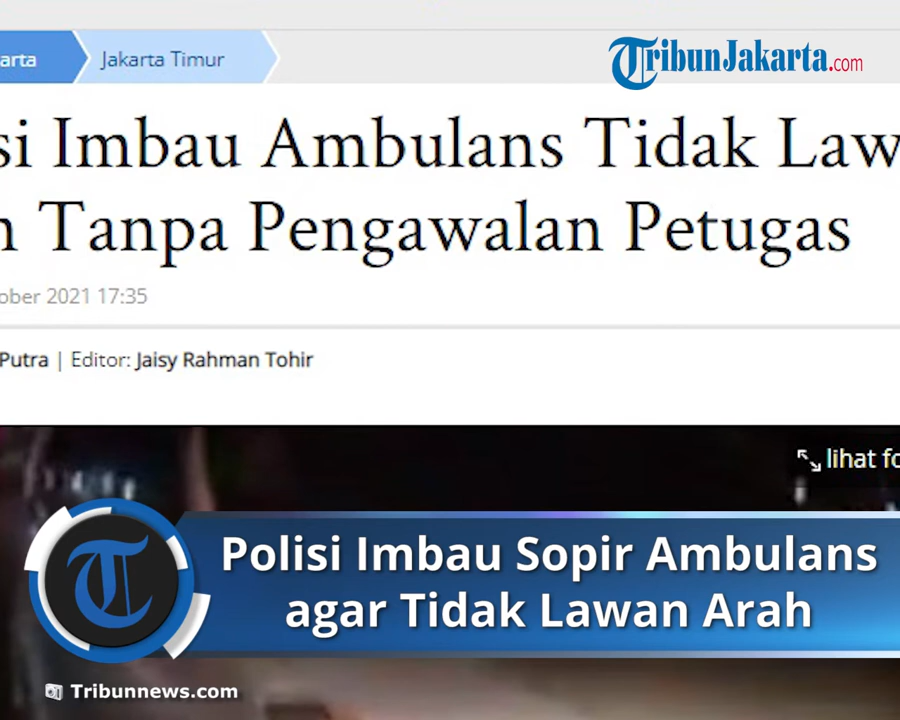 arta
Jakarta Timur
TribunJakarta.com
si Imbau Ambulans Tidak Law
n Tanpa Pengawalan Petugas
ober 2021 17:35
Putra | Editor: Jaisy Rahman Tohir
lihat fo
Polisi Imbau Sopir Ambulans
agar Tidak Lawan Arah
Tribunnews.com